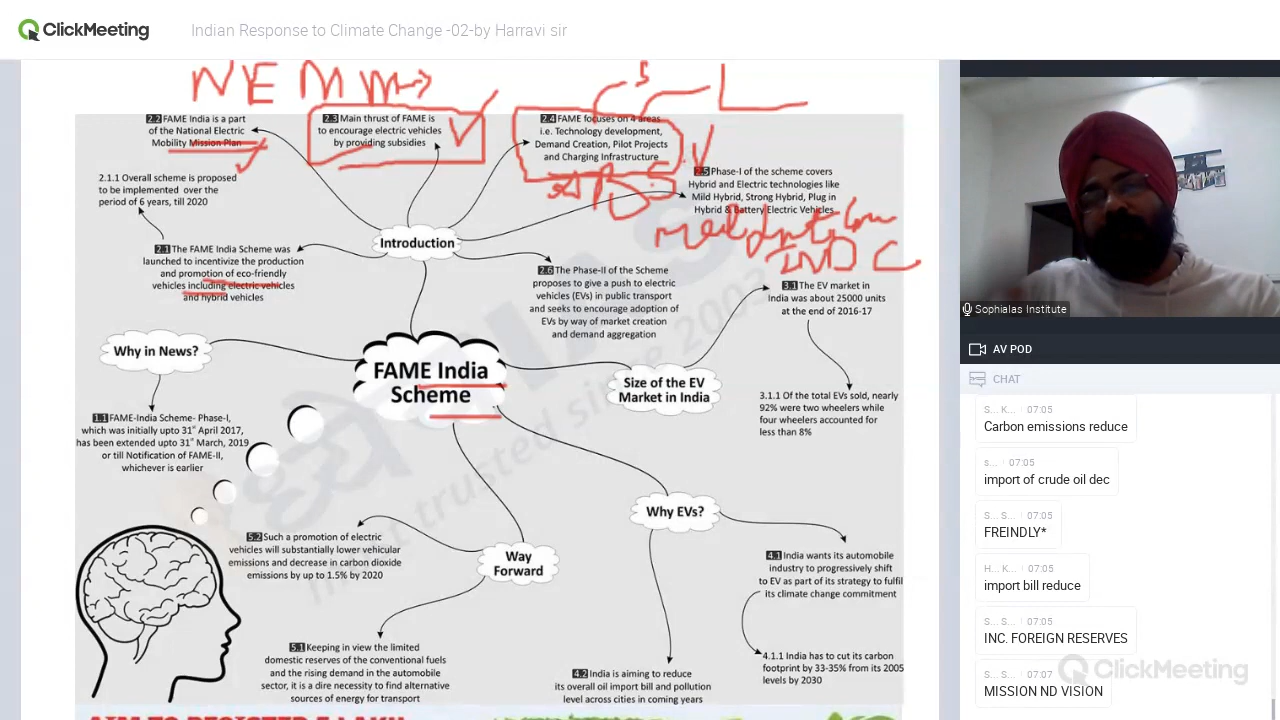 ClickMeeting
Indian Response to Climate Change -02-by Harravi sir
NEMM
2.2 FAME India is a part
of the National Electric
Mobility Mission Plan
2.3 Main thrust of FAME is
to encourage electric vehicles
by providing subsidies
2.4 FAME focuses on 4 areas
i.e. Technology development,
Demand Creation, Pilot Projects
and Charging Infrastructure
2.5 Phase-I of the scheme covers
Hybrid and Electric technologies like
Mild Hybrid, Strong Hybrid, Plug in
Hybrid & Battery Electric Vehicles
INDC
2.1.1 Overall scheme is proposed
to be implemented over the
period of 6 years, till 2020
Introduction
2.1 The FAME India Scheme was
launched to incentivize the production
and promotion of eco-friendly
vehicles including electric vehicles
and hybrid vehicles
2.6 The Phase-II of the Scheme
proposes to give a push to electric
vehicles (EVs) in public transport
and seeks to encourage adoption of
EVs by way of market creation
and demand aggregation
3.1 The EV market in
India was about 25000 units
at the end of 2016-17
Why in News?
FAME India
Scheme
Size of the EV
Market in India
3.1.1 Of the total EVs sold, nearly
92% were two wheelers while
four wheelers accounted for
less than 8%
1.1 FAME-India Scheme- Phase-I,
which was initially upto 31st April 2017,
has been extended upto 31st March, 2019
or till Notification of FAME-II,
whichever is earlier
Why EVs?
5.2 Such a promotion of electric
vehicles will substantially lower vehicular
emissions and decrease in carbon dioxide
emissions by up to 1.5% by 2020
Way
Forward
4.1 India wants its automobile
industry to progressively shift
to EV as part of its strategy to fulfil
its climate change commitment
5.1 Keeping in view the limited
domestic reserves of the conventional fuels
and the rising demand in the automobile
sector, it is a dire necessity to find alternative
sources of energy for transport
4.2 India is aiming to reduce
its overall oil import bill and pollution
level across cities in coming years
4.1.1 India has to cut its carbon
footprint by 33-35% from its 2005
levels by 2030
Sophialas Institute
AV POD
CHAT
S... K... 07:05
Carbon emissions reduce
s... 07:05
import of crude oil dec
S... S... 07:05
FREINDLY*
H... K... 07:05
import bill reduce
S... S... 07:05
INC. FOREIGN RESERVES
S... S... 07:07
MISSION ND VISION
ClickMeeting